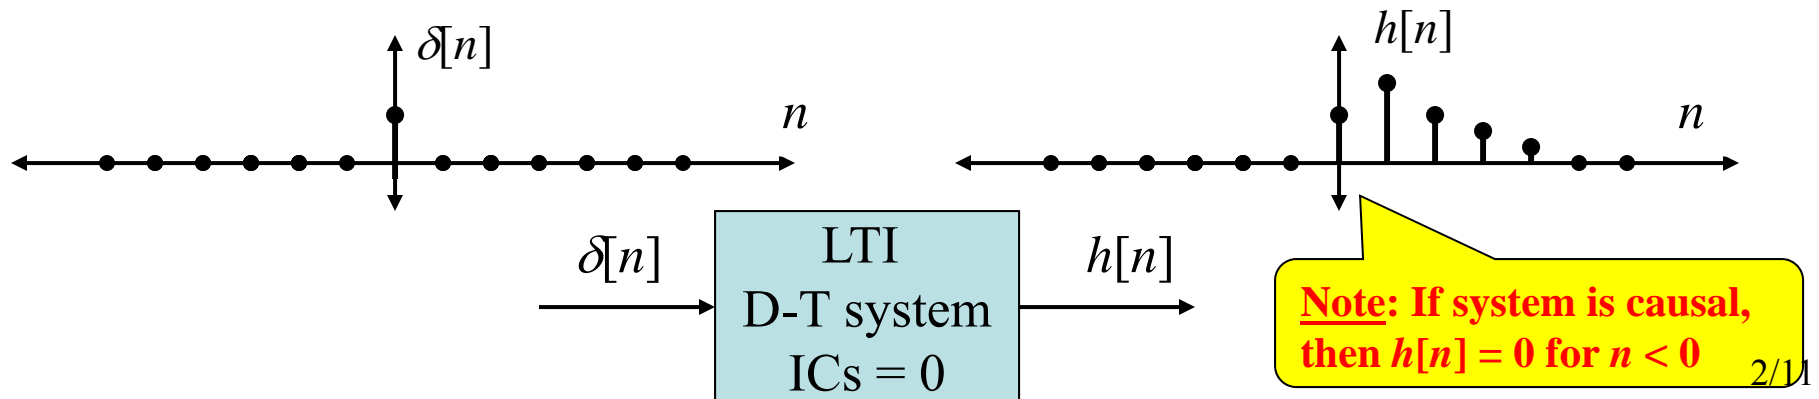 δ[n]
n
h[n]
n
δ[n]
LTI
D-T system
ICs = 0
h[n]
Note: If system is causal,
then h[n] = 0 for n < 0
2/11